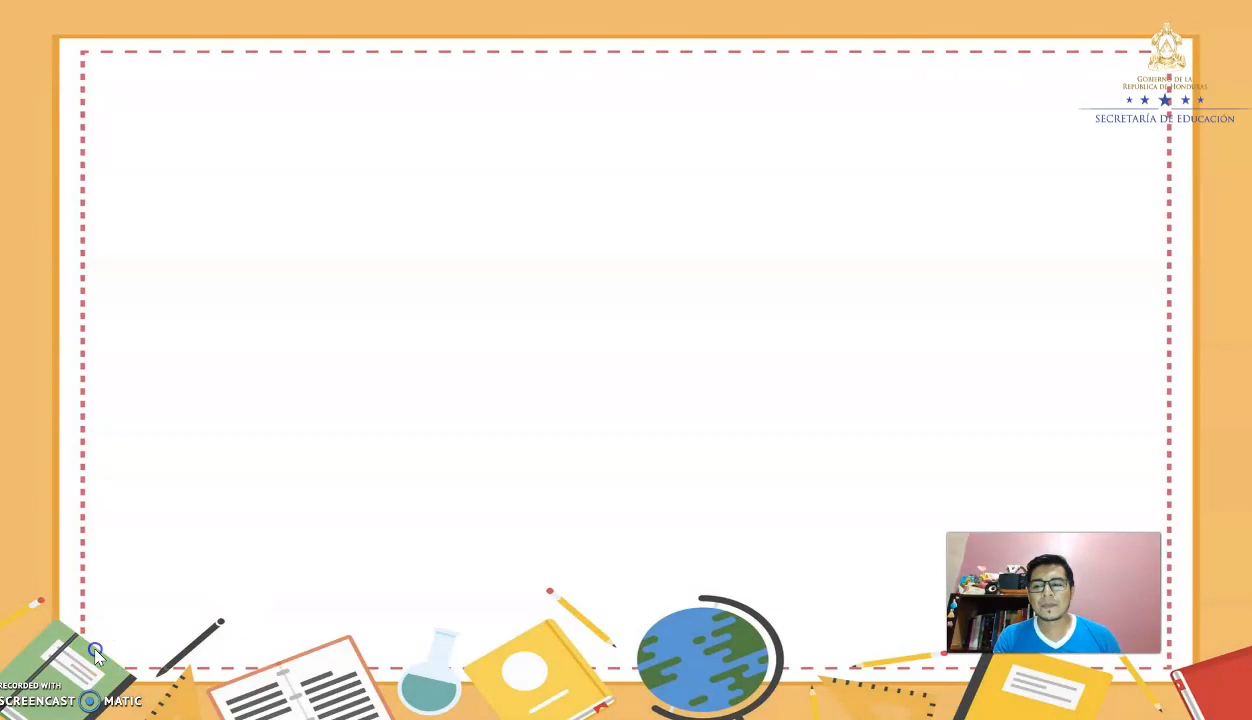 GOBIERNO DE LA
REPÚBLICA DE HONDURAS
SECRETARÍA DE EDUCACIÓN
RECORDED WITH
SCREENCAST MATIC